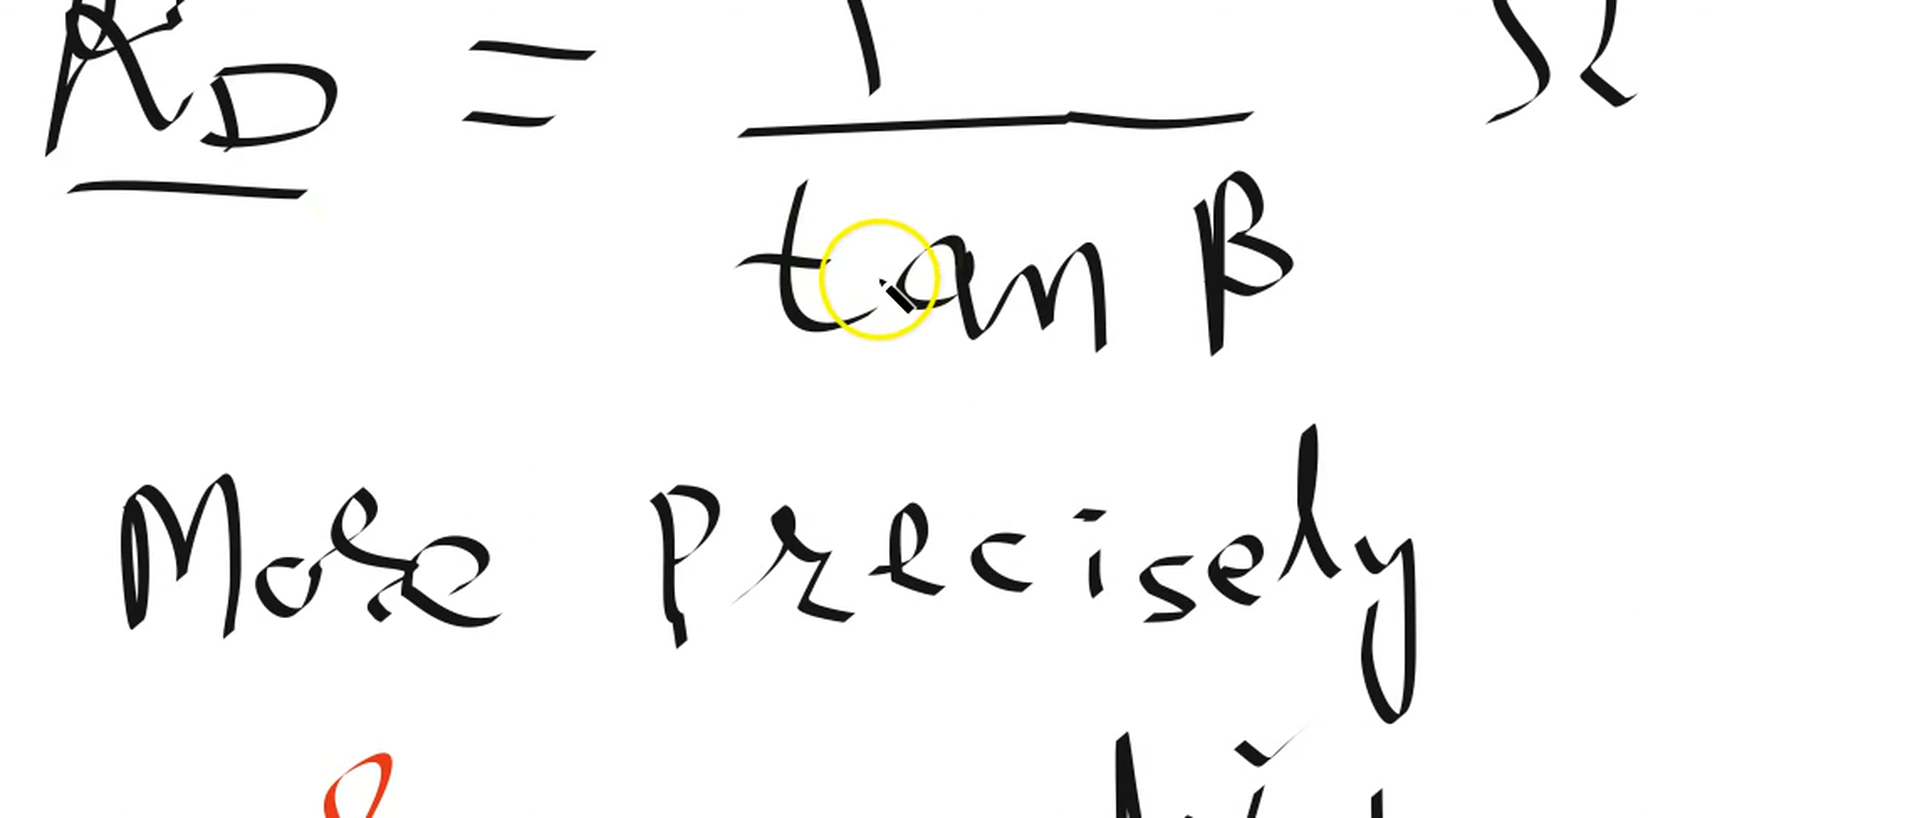 R_D = 1 / tan β Ω
More precisely